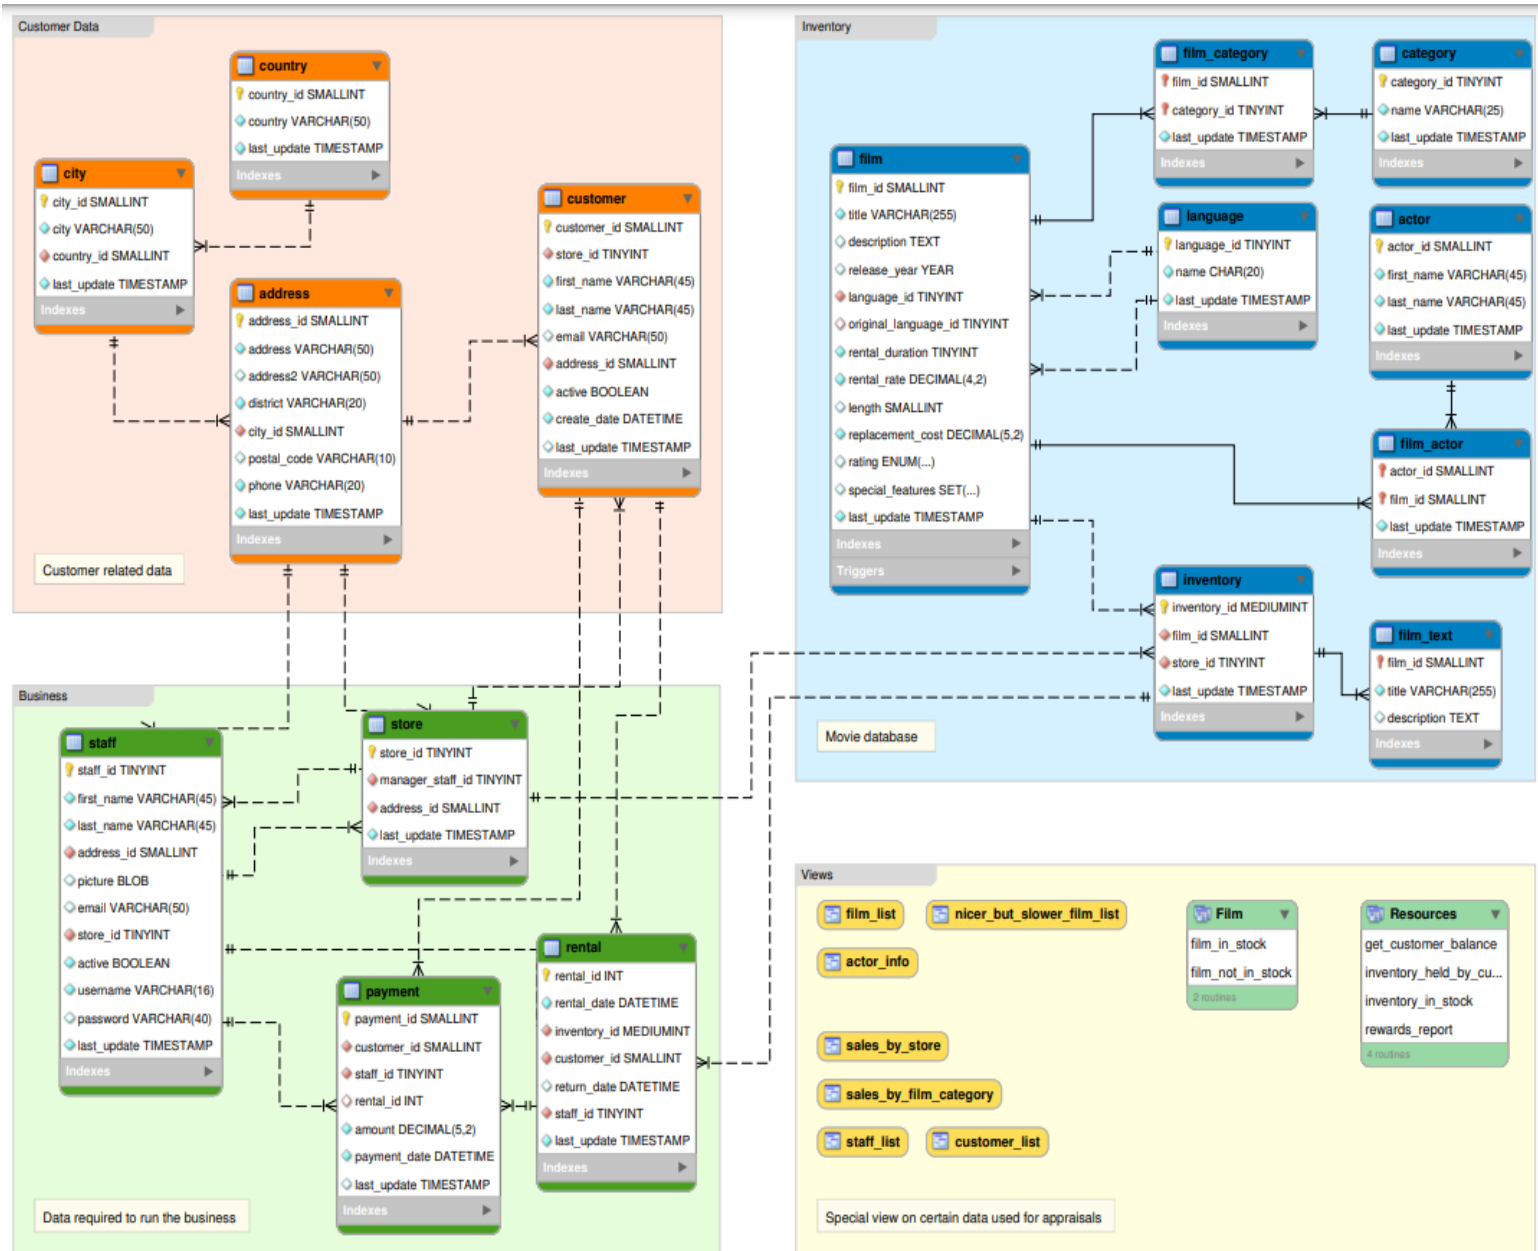 Customer Data
country
country_id SMALLINT
country VARCHAR(50)
last_update TIMESTAMP
Indexes
city
city_id SMALLINT
city VARCHAR(50)
country_id SMALLINT
last_update TIMESTAMP
Indexes
address
address_id SMALLINT
address VARCHAR(50)
address2 VARCHAR(50)
district VARCHAR(20)
city_id SMALLINT
postal_code VARCHAR(10)
phone VARCHAR(20)
last_update TIMESTAMP
Indexes
customer
customer_id SMALLINT
store_id TINYINT
first_name VARCHAR(45)
last_name VARCHAR(45)
email VARCHAR(50)
address_id SMALLINT
active BOOLEAN
create_date DATETIME
last_update TIMESTAMP
Indexes
Customer related data
Inventory
film
film_id SMALLINT
title VARCHAR(255)
description TEXT
release_year YEAR
language_id TINYINT
original_language_id TINYINT
rental_duration TINYINT
rental_rate DECIMAL(4,2)
length SMALLINT
replacement_cost DECIMAL(5,2)
rating ENUM(...)
special_features SET(...)
last_update TIMESTAMP
Indexes
Triggers
film_category
film_id SMALLINT
category_id TINYINT
last_update TIMESTAMP
Indexes
category
category_id TINYINT
name VARCHAR(25)
last_update TIMESTAMP
Indexes
language
language_id TINYINT
name CHAR(20)
last_update TIMESTAMP
Indexes
actor
actor_id SMALLINT
first_name VARCHAR(45)
last_name VARCHAR(45)
last_update TIMESTAMP
Indexes
film_actor
actor_id SMALLINT
film_id SMALLINT
last_update TIMESTAMP
Indexes
inventory
inventory_id MEDIUMINT
film_id SMALLINT
store_id TINYINT
last_update TIMESTAMP
Indexes
film_text
film_id SMALLINT
title VARCHAR(255)
description TEXT
Indexes
Movie database
Business
staff
staff_id TINYINT
first_name VARCHAR(45)
last_name VARCHAR(45)
address_id SMALLINT
picture BLOB
email VARCHAR(50)
store_id TINYINT
active BOOLEAN
username VARCHAR(16)
password VARCHAR(40)
last_update TIMESTAMP
Indexes
store
store_id TINYINT
manager_staff_id TINYINT
address_id SMALLINT
last_update TIMESTAMP
Indexes
payment
payment_id SMALLINT
customer_id SMALLINT
staff_id TINYINT
rental_id INT
amount DECIMAL(5,2)
payment_date DATETIME
last_update TIMESTAMP
Indexes
rental
rental_id INT
rental_date DATETIME
inventory_id MEDIUMINT
customer_id SMALLINT
return_date DATETIME
staff_id TINYINT
last_update TIMESTAMP
Indexes
Data required to run the business
Views
film_list
nicer_but_slower_film_list
actor_info
sales_by_store
sales_by_film_category
staff_list
customer_list
Film
film_in_stock
film_not_in_stock
2 routines
Resources
get_customer_balance
inventory_held_by_cu...
inventory_in_stock
rewards_report
4 routines
Special view on certain data used for appraisals